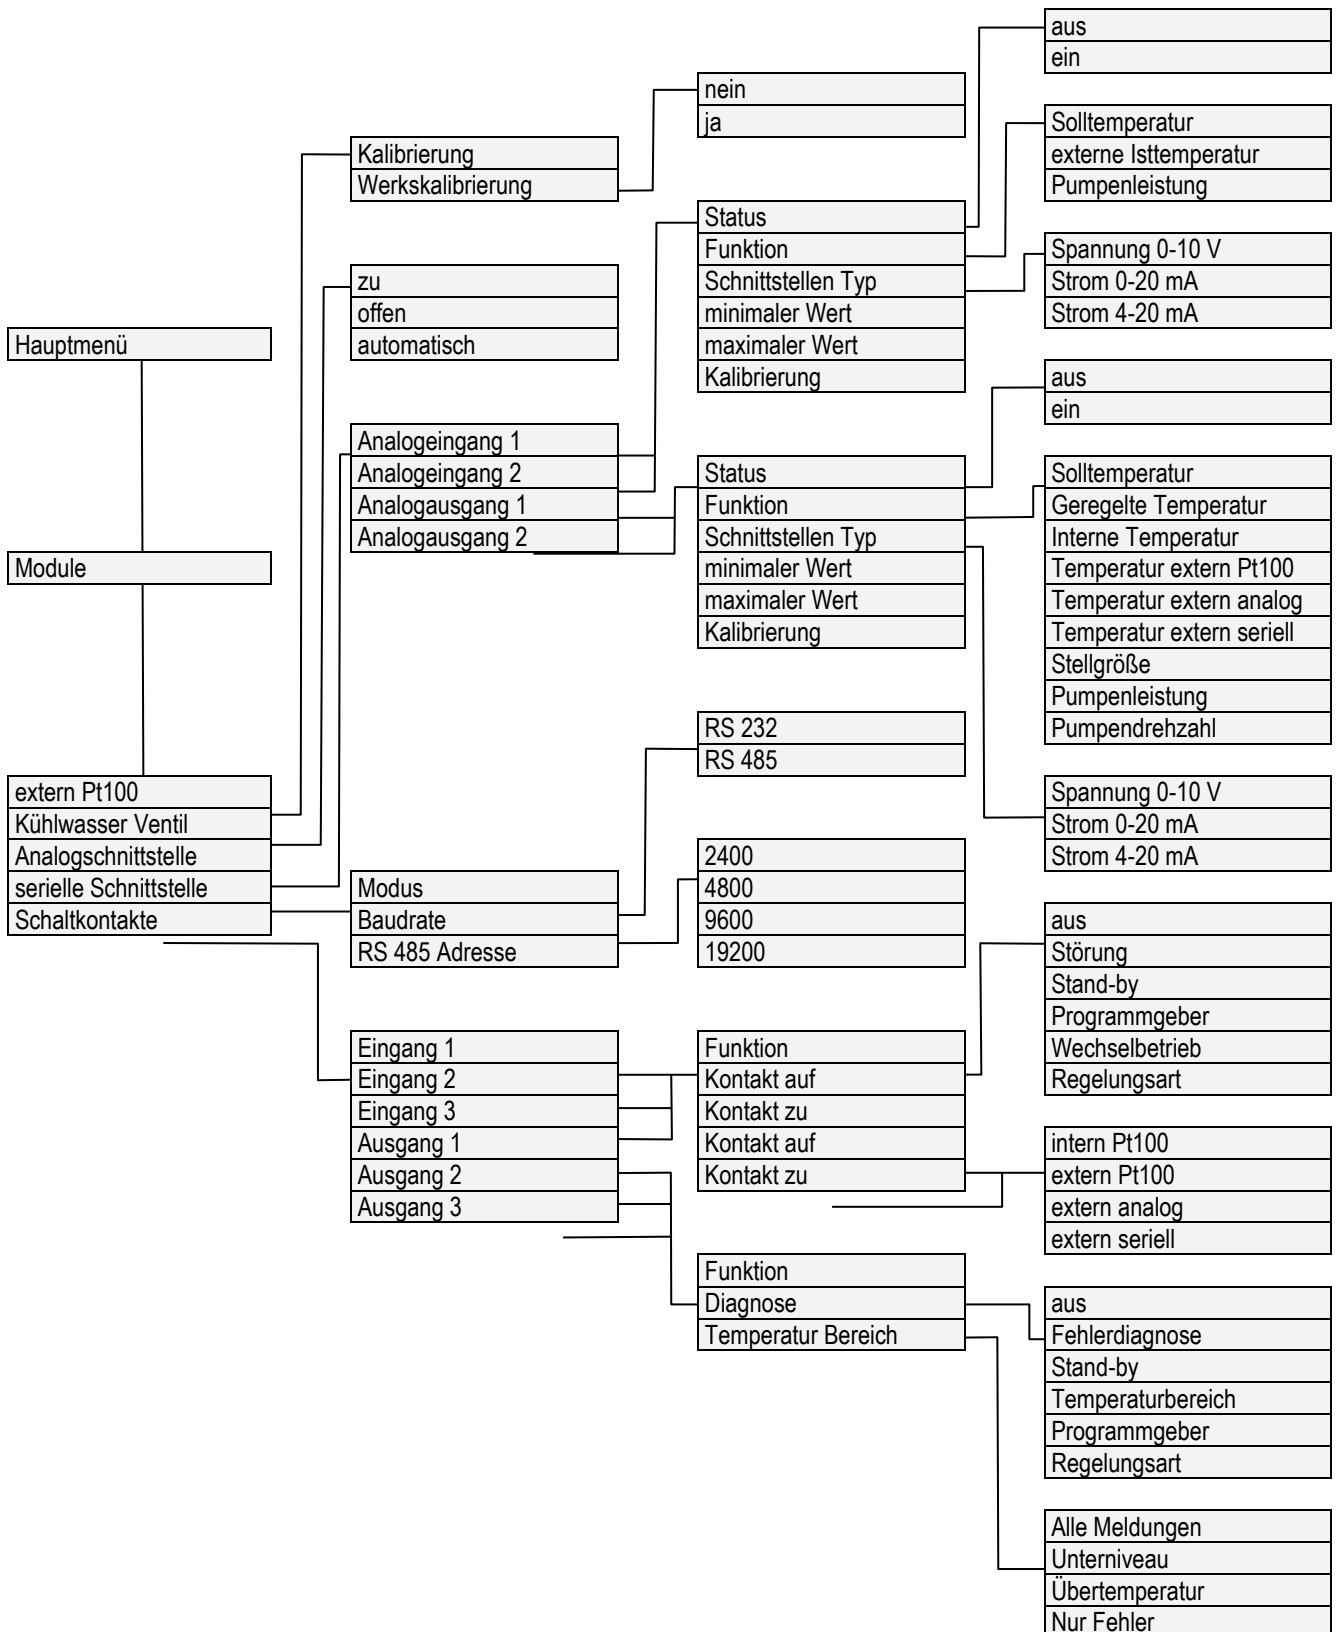 Hauptmenü
Module
extern Pt100
Kühlwasser Ventil
Analogschnittstelle
serielle Schnittstelle
Schaltkontakte
Kalibrierung
Werkskalibrierung
zu
offen
automatisch
Analogeingang 1
Analogeingang 2
Analogausgang 1
Analogausgang 2
Modus
Baudrate
RS 485 Adresse
Eingang 1
Eingang 2
Eingang 3
Ausgang 1
Ausgang 2
Ausgang 3
nein
ja
Status
Funktion
Schnittstellen Typ
minimaler Wert
maximaler Wert
Kalibrierung
Status
Funktion
Schnittstellen Typ
minimaler Wert
maximaler Wert
Kalibrierung
RS 232
RS 485
2400
4800
9600
19200
Funktion
Kontakt auf
Kontakt zu
Kontakt auf
Kontakt zu
Funktion
Diagnose
Temperatur Bereich
aus
ein
Solltemperatur
externe Isttemperatur
Pumpenleistung
Spannung 0-10 V
Strom 0-20 mA
Strom 4-20 mA
aus
ein
Solltemperatur
Geregelte Temperatur
Interne Temperatur
Temperatur extern Pt100
Temperatur extern analog
Temperatur extern seriell
Stellgröße
Pumpenleistung
Pumpendrehzahl
Spannung 0-10 V
Strom 0-20 mA
Strom 4-20 mA
aus
Störung
Stand-by
Programmgeber
Wechselbetrieb
Regelungsart
intern Pt100
extern Pt100
extern analog
extern seriell
aus
Fehlerdiagnose
Stand-by
Temperaturbereich
Programmgeber
Regelungsart
Alle Meldungen
Unterniveau
Übertemperatur
Nur Fehler